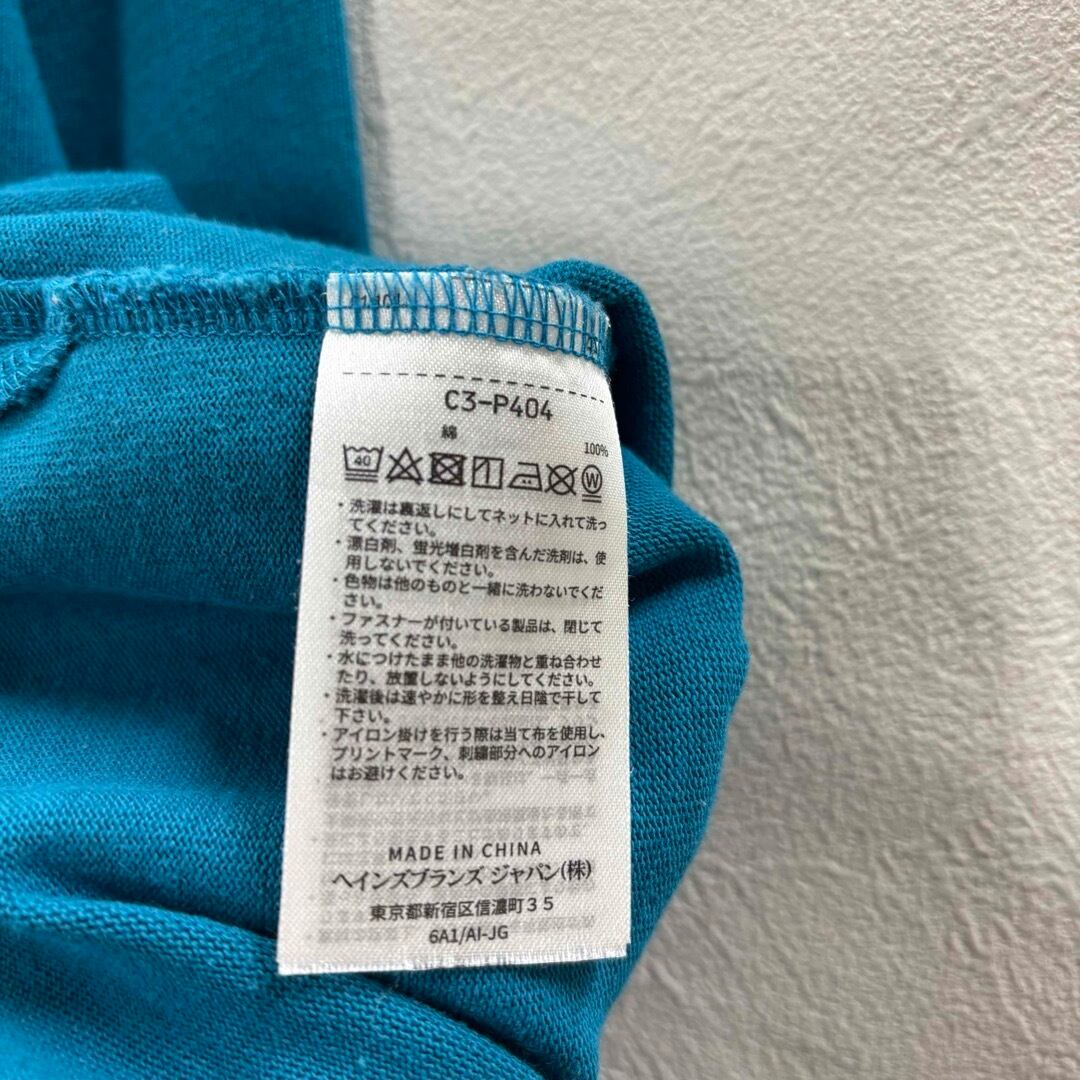 C3-P404
綿
100%
40
W
・洗濯は裏返しにしてネットに入れて洗っ
てください。
・漂白剤、蛍光増白剤を含んだ洗剤は、使
用しないでください。
・色物は他のものと一緒に洗わないでくだ
さい。
・ファスナーが付いている製品は、閉じて
洗ってください。
・水につけたまま他の洗濯物と重ね合わせ
たり、放置しないようにしてください。
・洗濯後は速やかに形を整え日陰で干して
下さい。
・アイロン掛けを行う際は当て布を使用し、
プリントマーク、刺繍部分へのアイロン
はお避けください。
MADE IN CHINA
ヘインズブランズ ジャパン(株)
東京都新宿区信濃町35
6A1/AI-JG